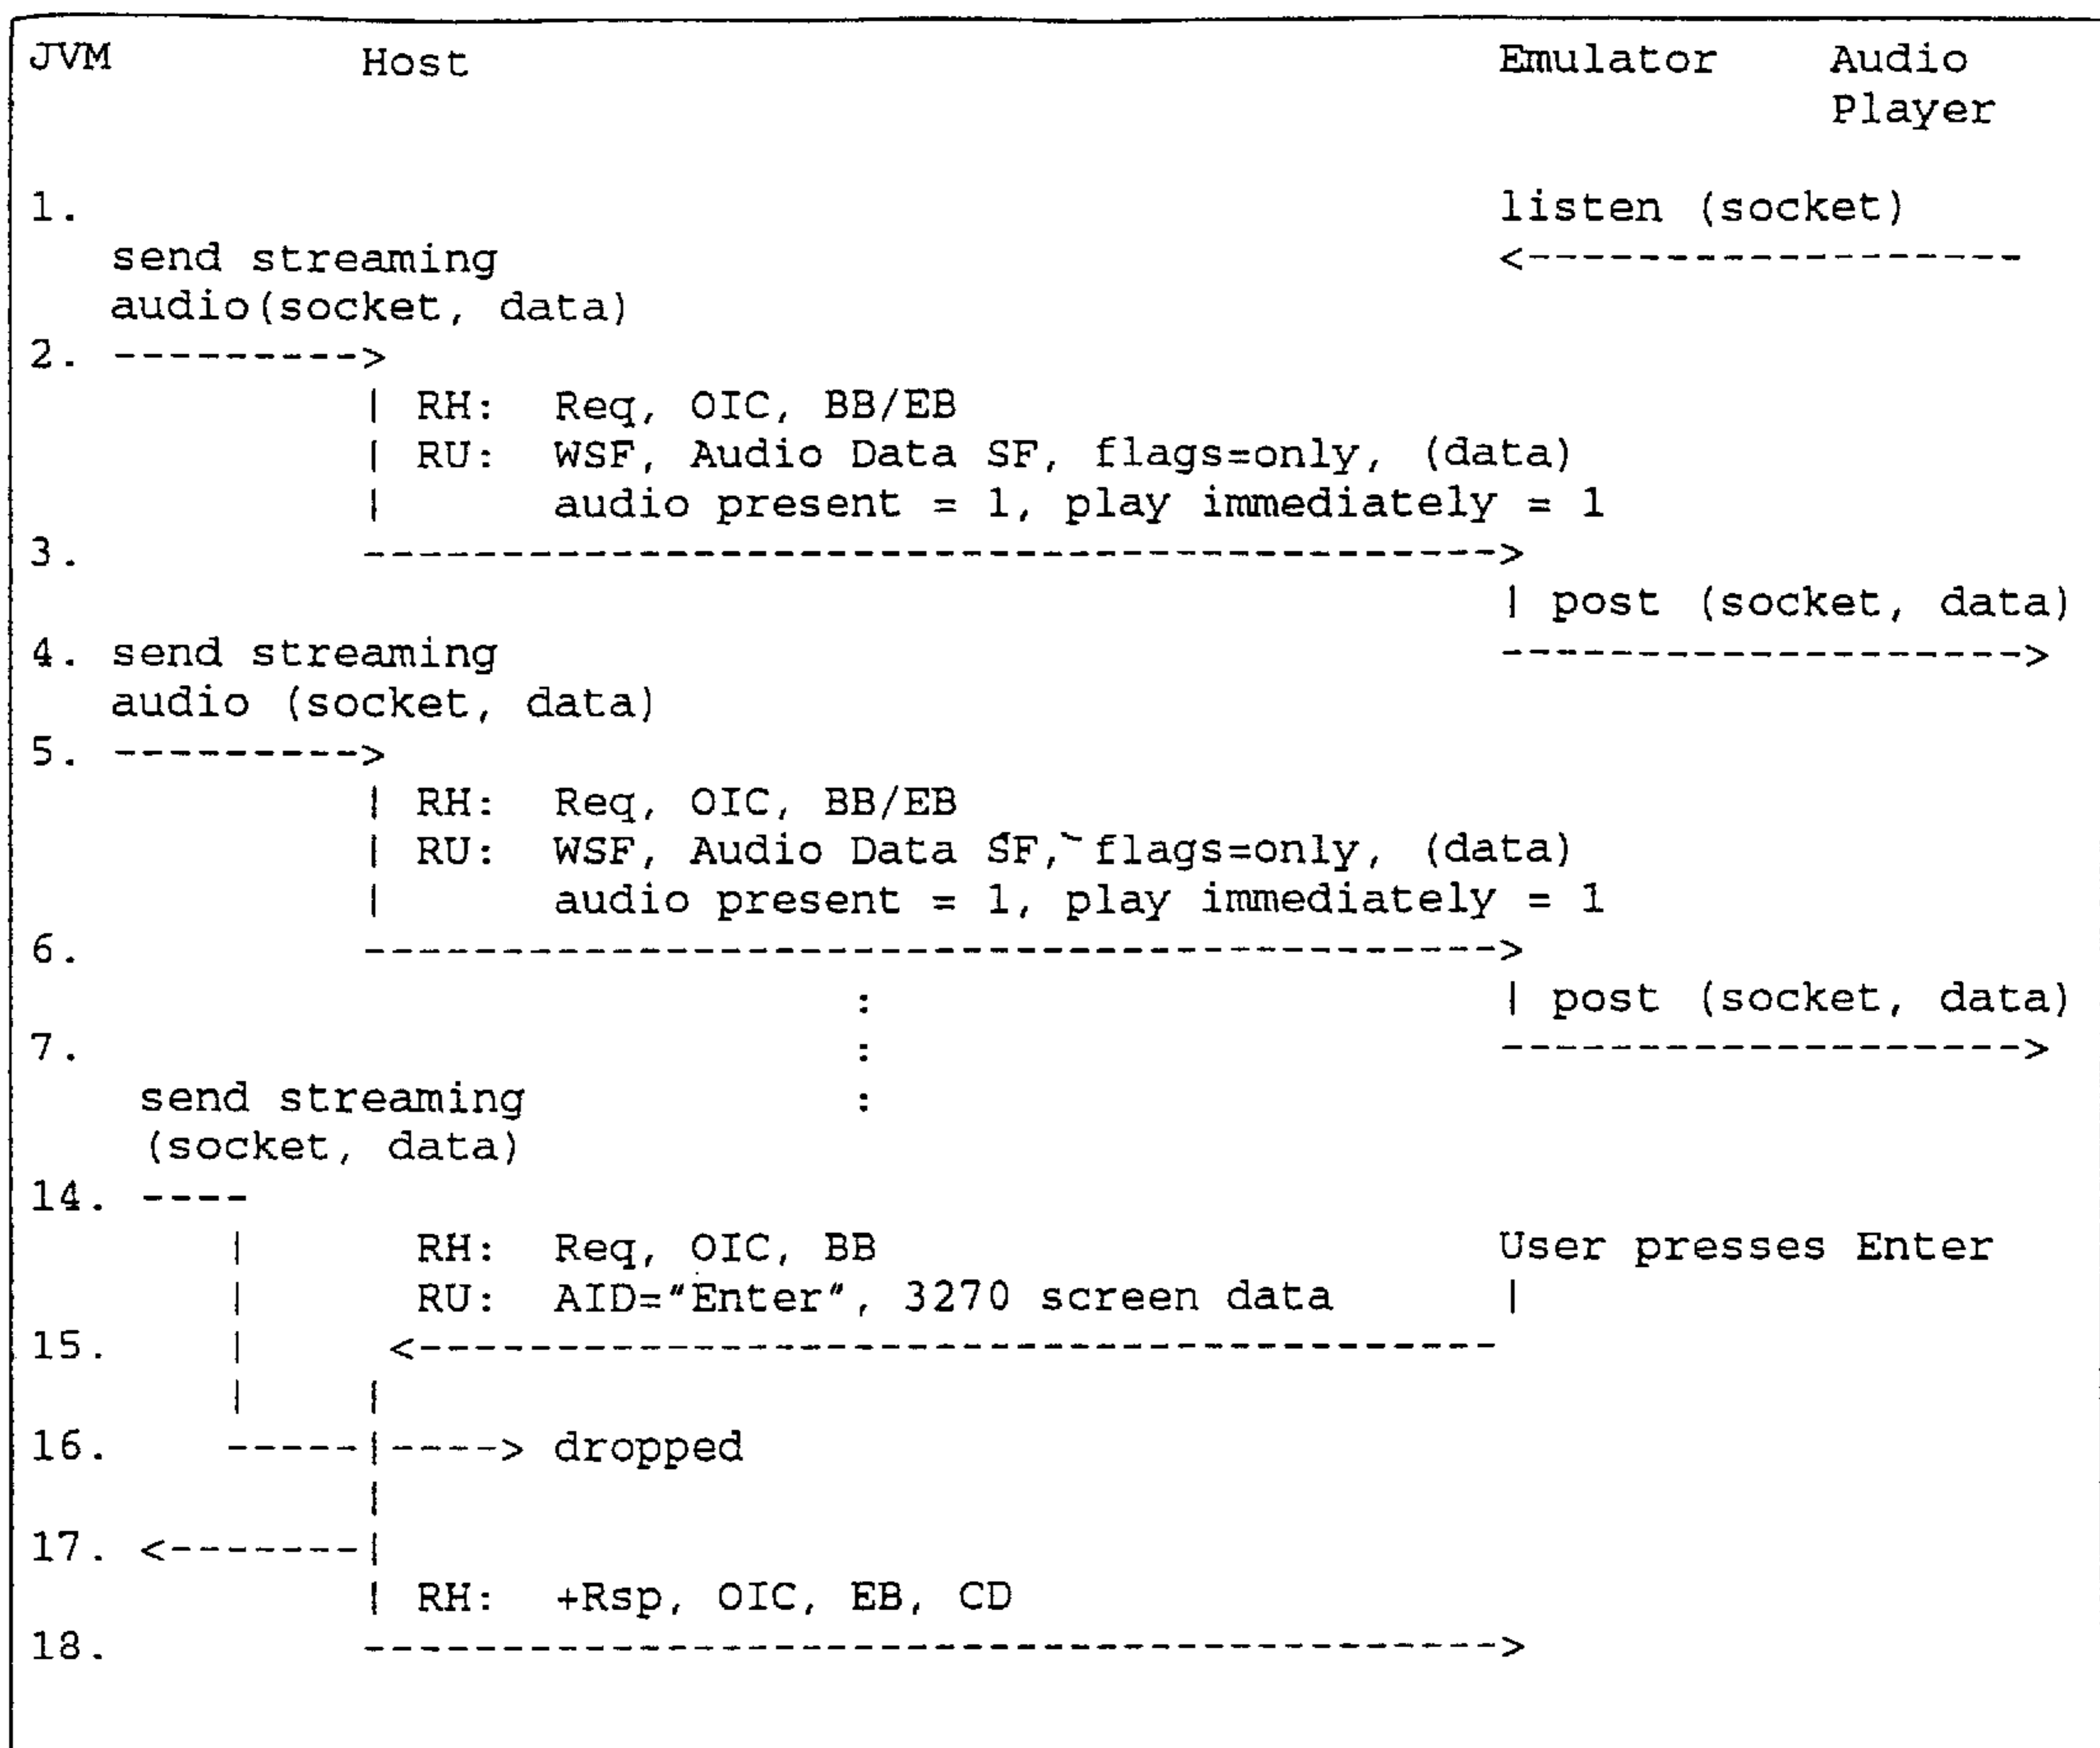 JVM Host Emulator Audio
Player
1. listen (socket)
send streaming <------------------
audio(socket, data)
2. --------->
| RH: Req, OIC, BB/EB
| RU: WSF, Audio Data SF, flags=only, (data)
| audio present = 1, play immediately = 1
3. ----------------------------------------->
| post (socket, data)
4. send streaming ------------------->
audio (socket, data)
5. --------->
| RH: Req, OIC, BB/EB
| RU: WSF, Audio Data SF, flags=only, (data)
| audio present = 1, play immediately = 1
6. ----------------------------------------->
: | post (socket, data)
7. : ------------------->
send streaming :
(socket, data)
14. ----
| RH: Req, OIC, BB User presses Enter
| RU: AID="Enter", 3270 screen data |
15. | <---------------------------------------
| |
16. -----|----> dropped
|
17. <-------|
| RH: +Rsp, OIC, EB, CD
18. ----------------------------------------->